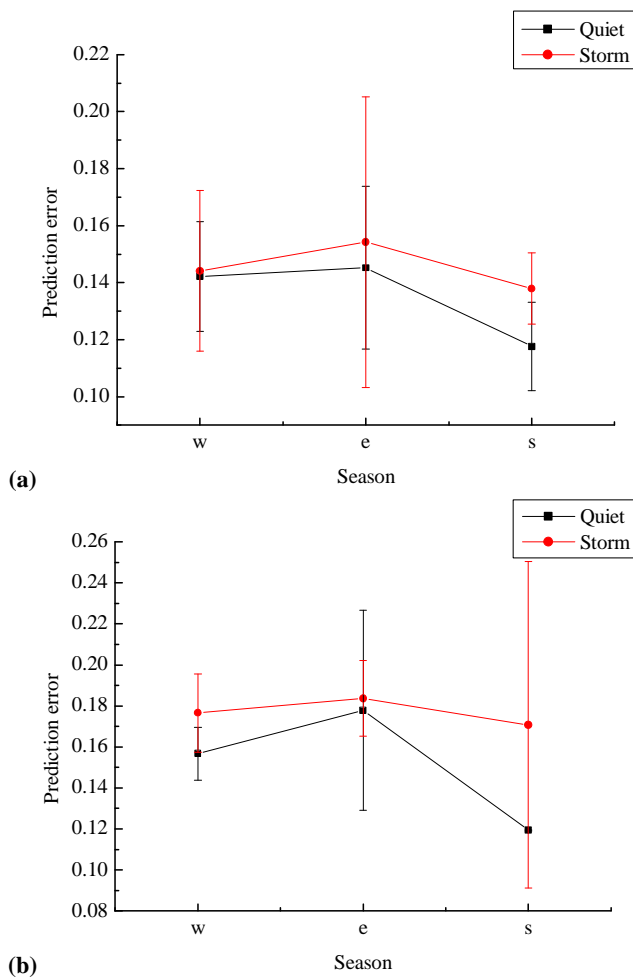 Quiet
Storm
0.22
0.20
0.18
0.16
0.14
0.12
0.10
Prediction error
w e s
Season
(a)
Quiet
Storm
0.26
0.24
0.22
0.20
0.18
0.16
0.14
0.12
0.10
0.08
Prediction error
w e s
Season
(b)